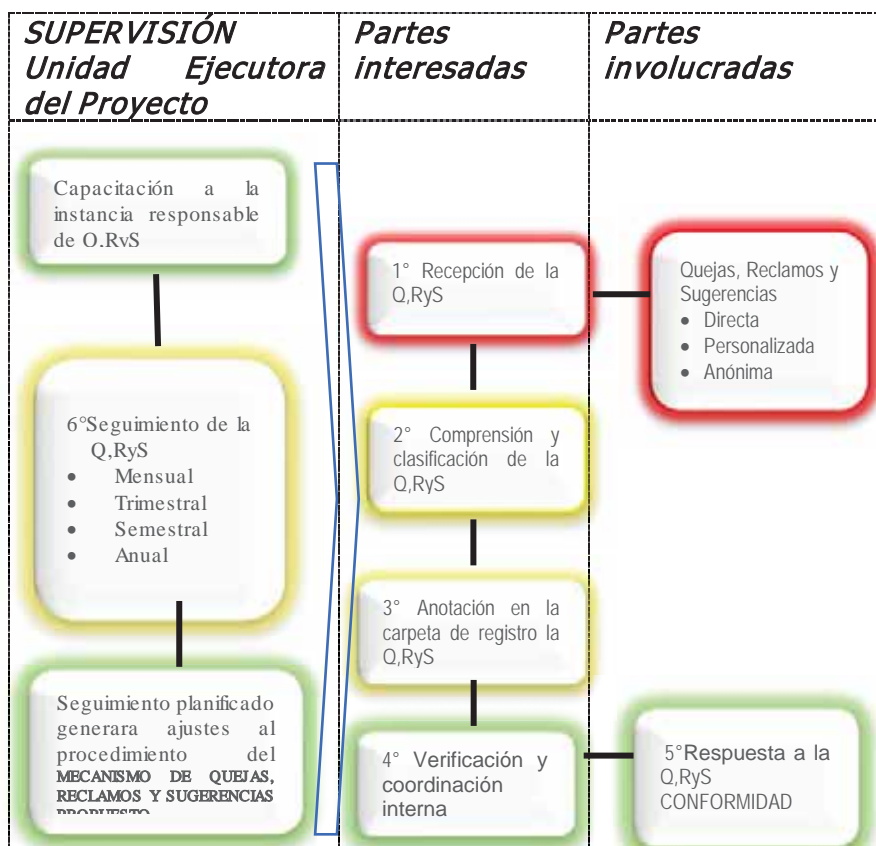 SUPERVISIÓN
Unidad Ejecutora
del Proyecto
Partes
interesadas
Partes
involucradas
Capacitación a la
instancia responsable
de O.RvS
6°Seguimiento de la
Q,RyS
• Mensual
• Trimestral
• Semestral
• Anual
Seguimiento planificado
generara ajustes al
procedimiento del
MECANISMO DE QUEJAS,
RECLAMOS Y SUGERENCIAS
PROPUESTO
1° Recepción de la
Q,RyS
2° Comprensión y
clasificación de la
Q,RyS
3° Anotación en la
carpeta de registro la
Q,RyS
4° Verificación y
coordinación
interna
Quejas, Reclamos y
Sugerencias
• Directa
• Personalizada
• Anónima
5°Respuesta a la
Q,RyS
CONFORMIDAD